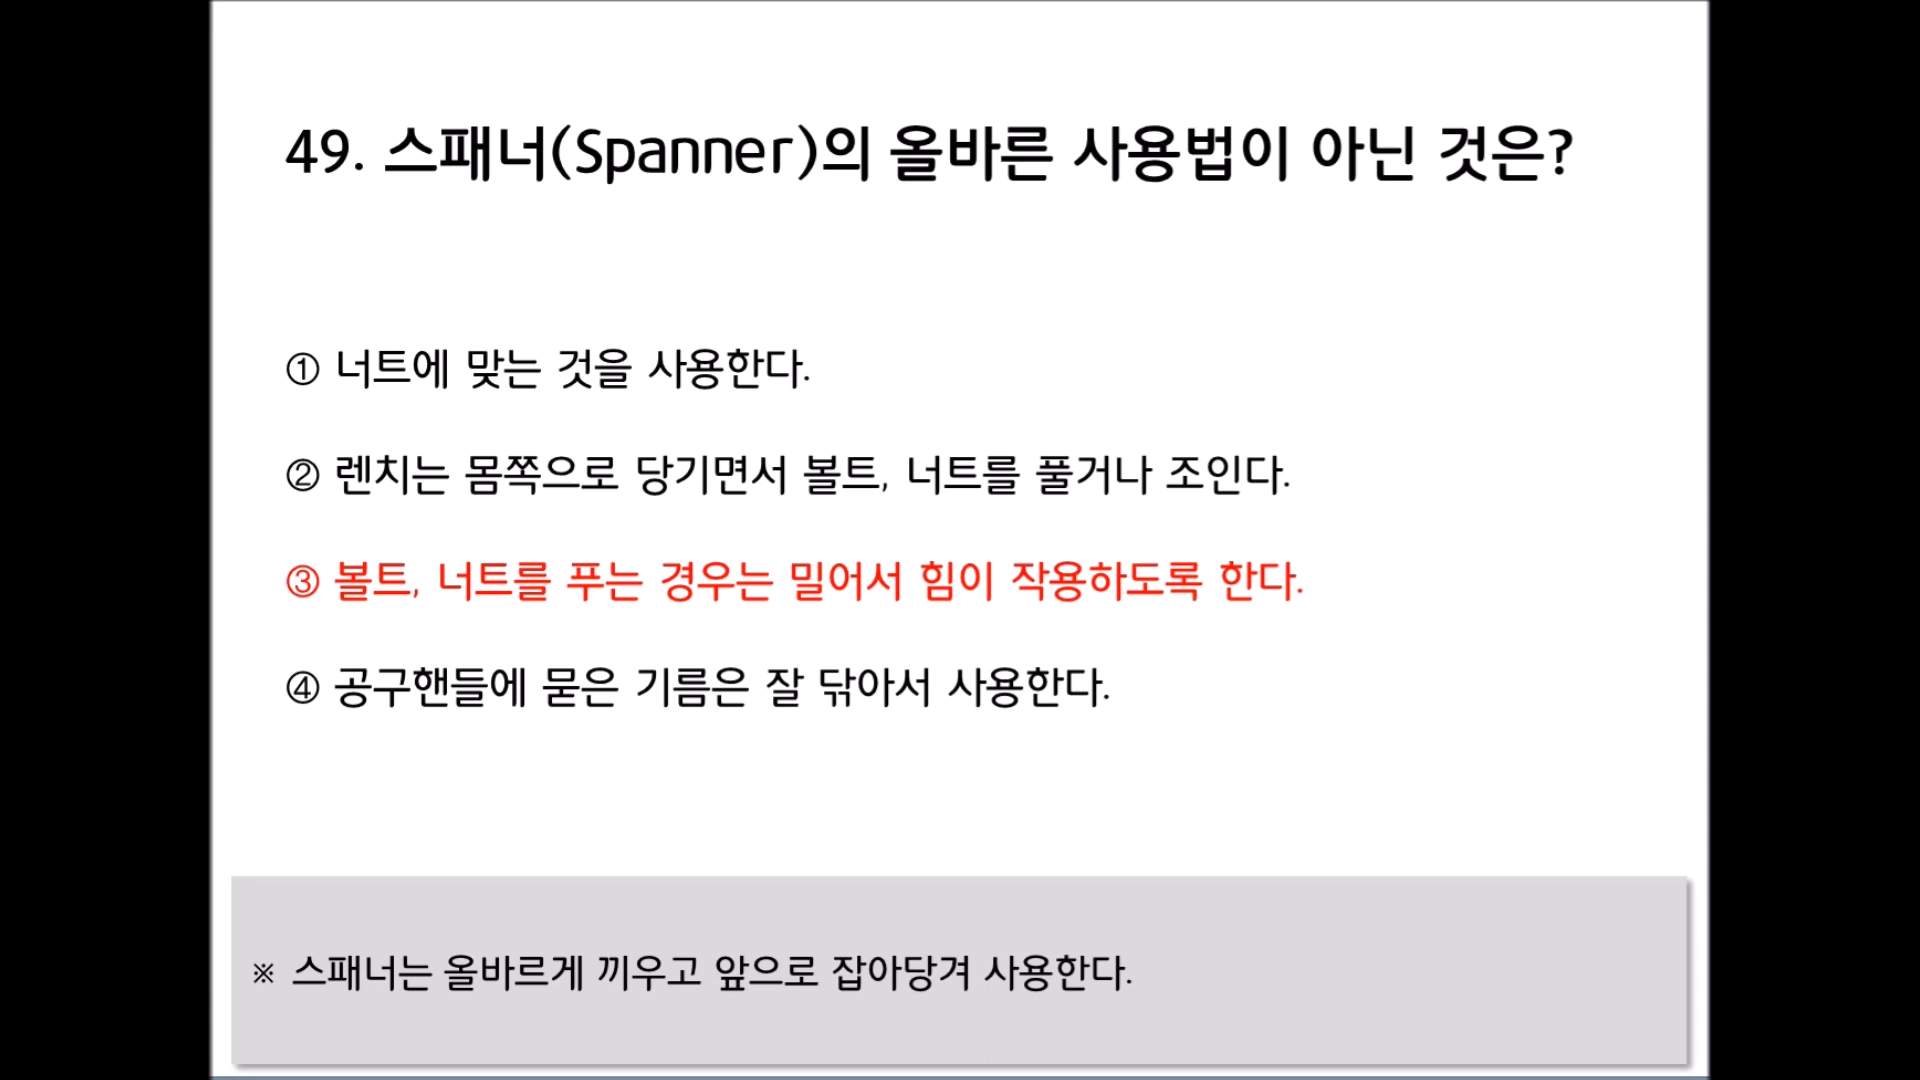 49. 스패너(Spanner)의 올바른 사용법이 아닌 것은?
① 너트에 맞는 것을 사용한다.
② 렌치는 몸쪽으로 당기면서 볼트, 너트를 풀거나 조인다.
③ 볼트, 너트를 푸는 경우는 밀어서 힘이 작용하도록 한다.
④ 공구핸들에 묻은 기름은 잘 닦아서 사용한다.
※ 스패너는 올바르게 끼우고 앞으로 잡아당겨 사용한다.